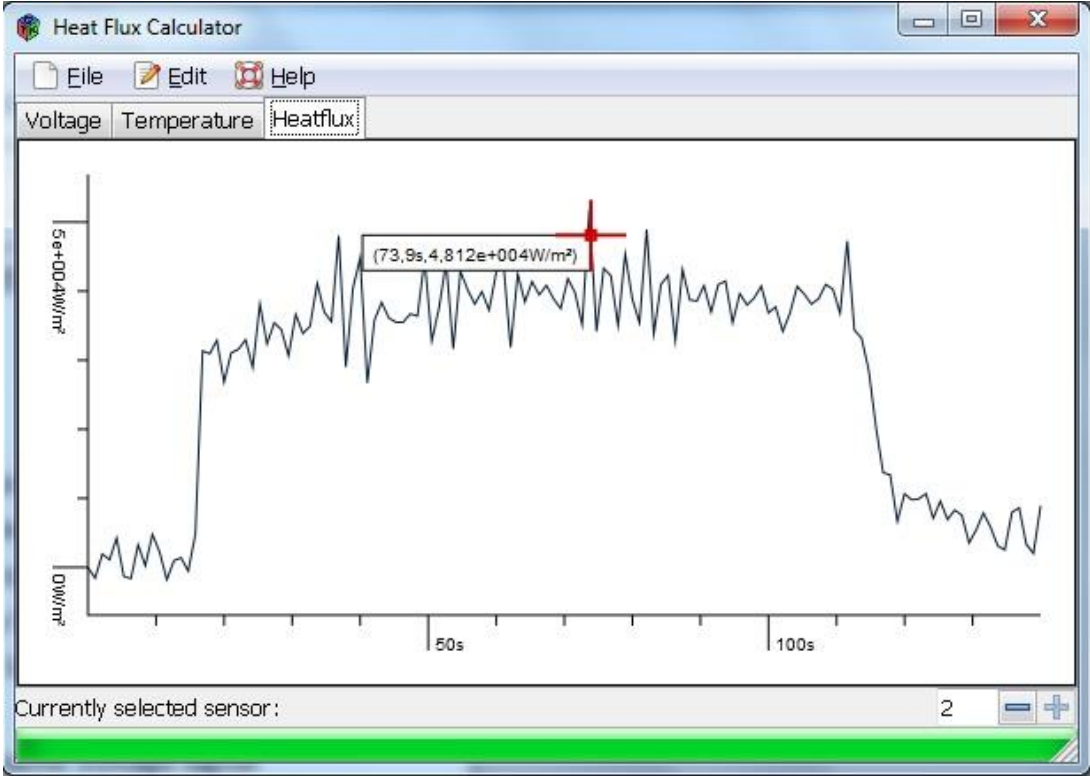 Heat Flux Calculator
File Edit Help
Voltage Temperature Heatflux
5e+004W/m²
(73,9s,4,812e+004W/m²)
0W/m²
50s
100s
Currently selected sensor:
2